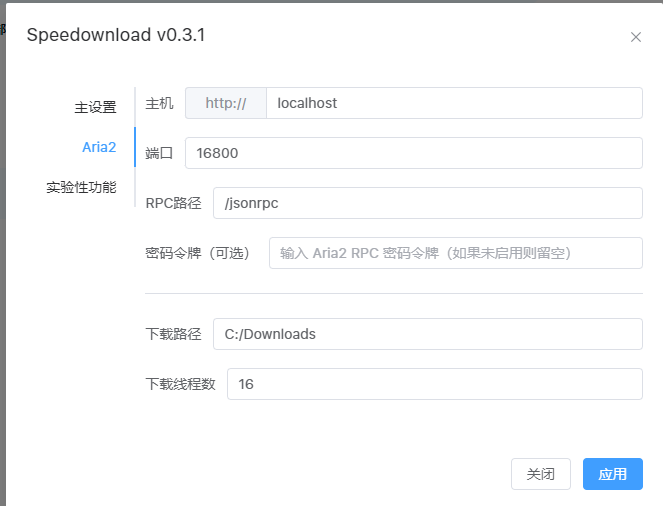 Speedownload v0.3.1
主设置
Aria2
实验性功能
主机 http:// localhost
端口 16800
RPC路径 /jsonrpc
密码令牌（可选） 输入 Aria2 RPC 密码令牌（如果未启用则留空）
下载路径 C:/Downloads
下载线程数 16
关闭 应用